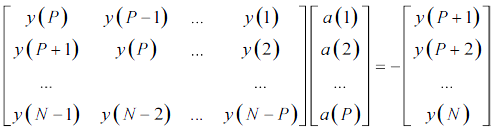 y(P) y(P−1) ... y(1) a(1) y(P+1)
y(P+1) y(P) ... y(2) a(2) = − y(P+2)
... ... ... ...
y(N−1) y(N−2) ... y(N−P) a(P) y(N)